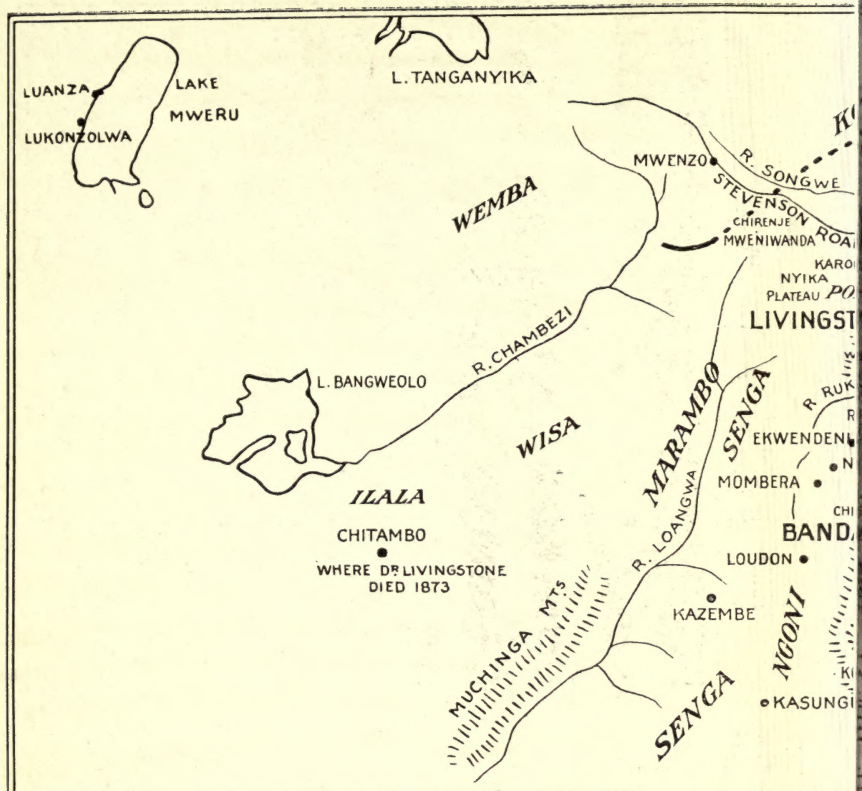 L. TANGANYIKA
LUANZA
LAKE
MWERU
LUKONZOLWA
MWENZO
R. SONGWE
STEVENSON
CHIRENJE
MWENIWANDA
WEMBA
NYIKA
PLATEAU
R. CHAMBEZI
L. BANGWEOLO
MARAMBO
SENGA
WISA
ILALA
CHITAMBO
WHERE DR LIVINGSTONE
DIED 1873
R. LOANGWA
MOMBERA
LOUDON
KAZEMBE
NGONI
MUCHINGA MTS
SENGA
KASUNGU